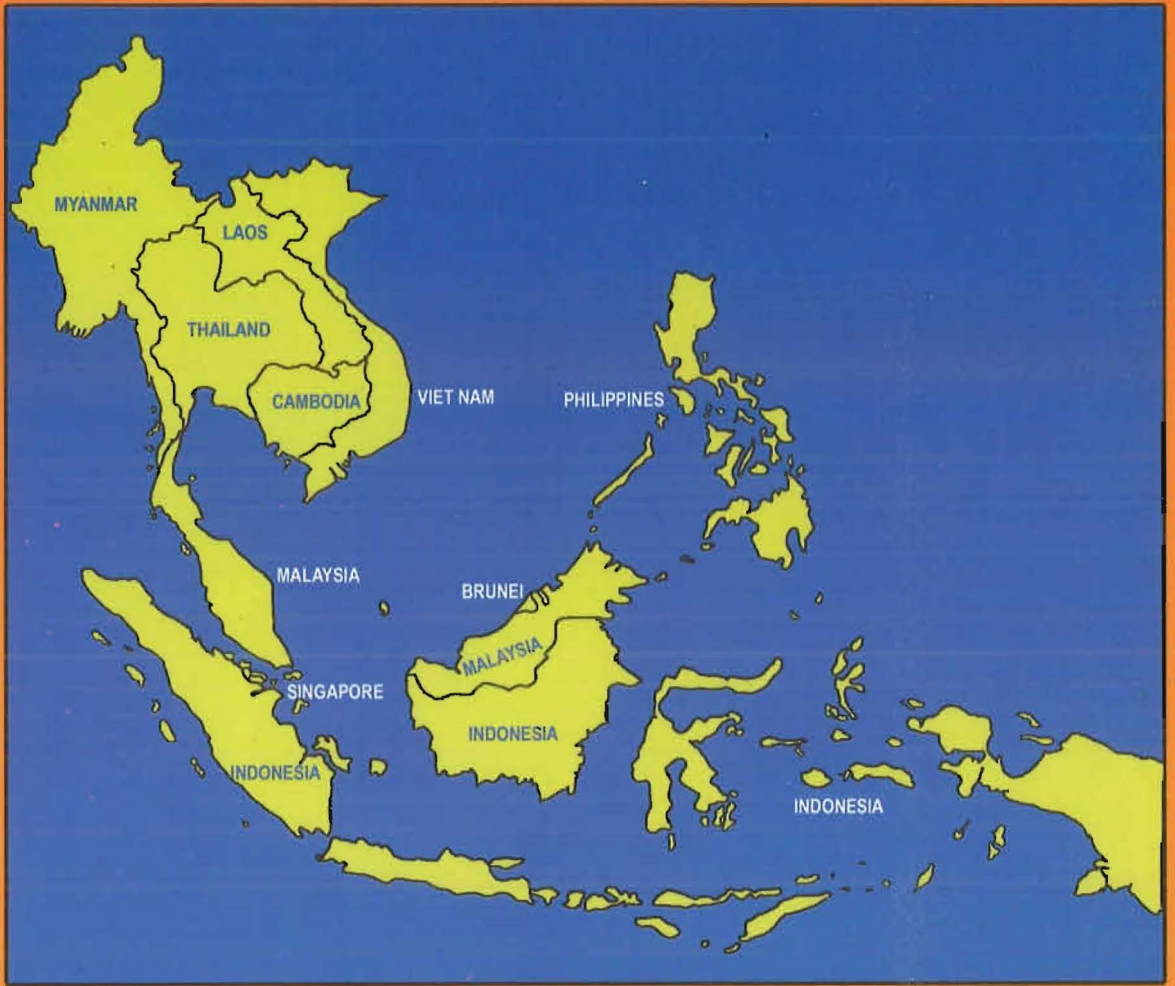 MYANMAR
LAOS
THAILAND
CAMBODIA
VIET NAM
PHILIPPINES
MALAYSIA
BRUNEI
MALAYSIA
SINGAPORE
INDONESIA
INDONESIA
INDONESIA